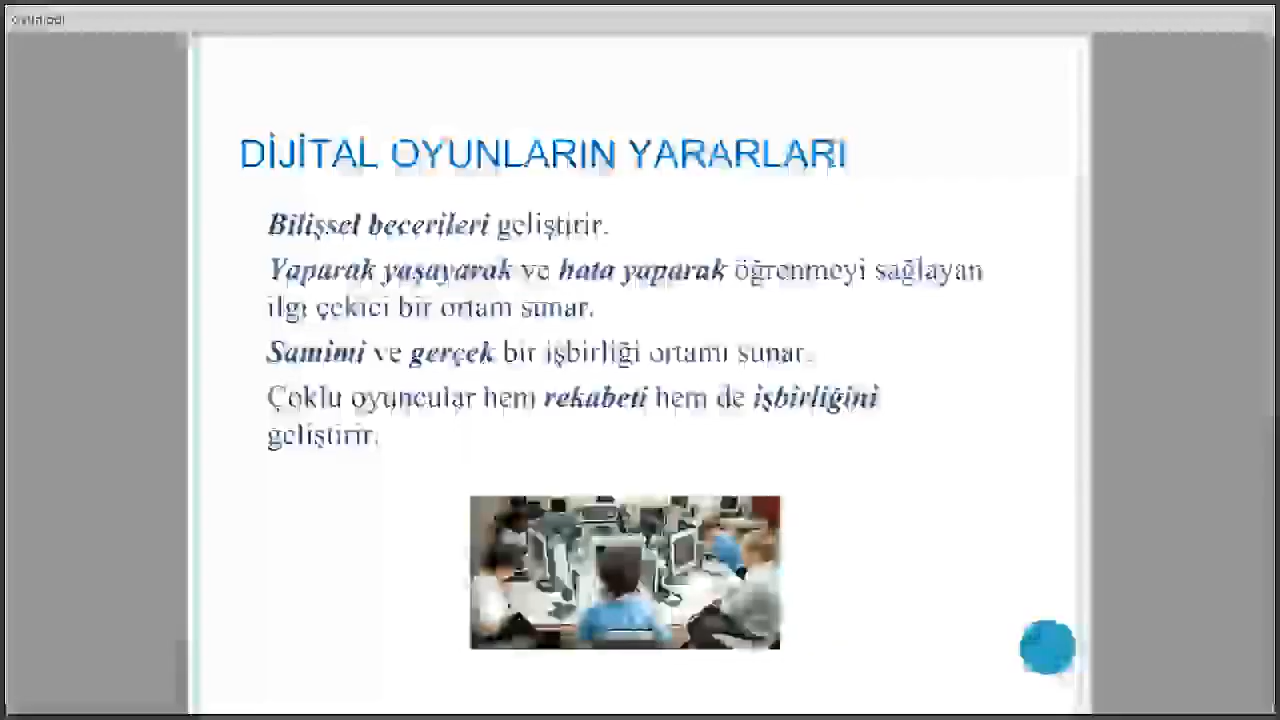 DİJİTAL OYUNLARIN YARARLARI
Bilişsel becerileri geliştirir.
Yaparak yaşayarak ve hata yaparak öğrenmeyi sağlayan
ilgi çekici bir ortam sunar.
Samimi ve gerçek bir işbirliği ortamı sunar.
Çoklu oyuncular hem rekabeti hem de işbirliğini
geliştirir.